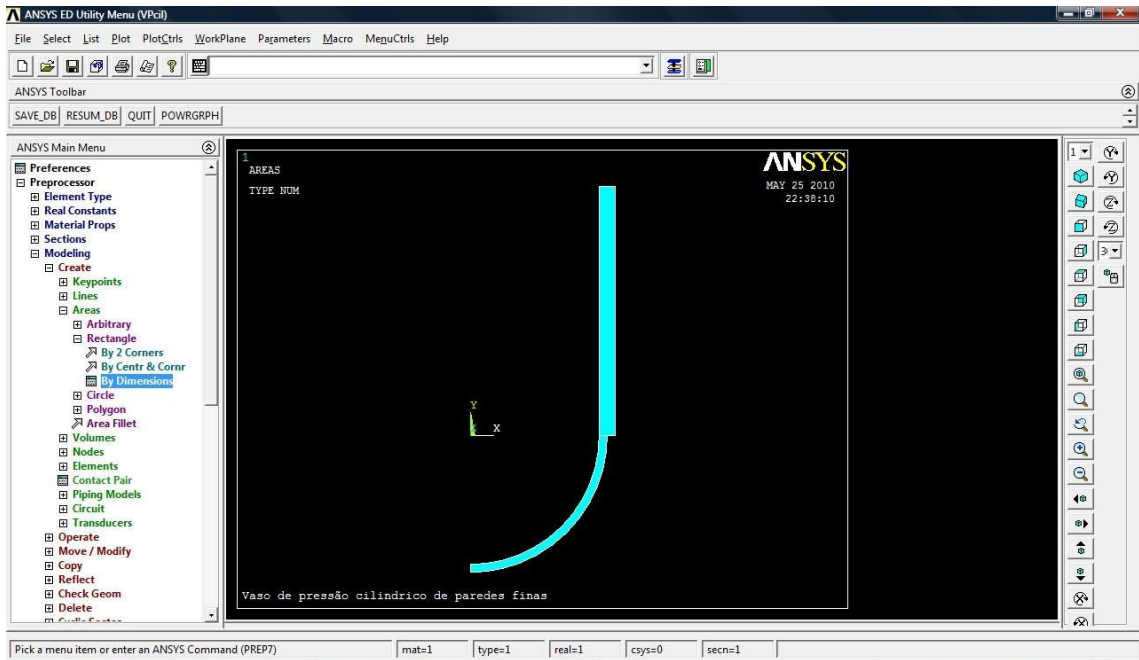 ANSYS ED Utility Menu (VPcil)
File Select List Plot PlotCtrls WorkPlane Parameters Macro MenuCtrls Help
ANSYS Toolbar
SAVE_DB RESUM_DB QUIT POWRGRPH
ANSYS Main Menu
Preferences
Preprocessor
Element Type
Real Constants
Material Props
Sections
Modeling
Create
Keypoints
Lines
Areas
Arbitrary
Rectangle
By 2 Corners
By Centr & Cornr
By Dimensions
Circle
Polygon
Area Fillet
Volumes
Nodes
Elements
Contact Pair
Piping Models
Circuit
Transducers
Operate
Move / Modify
Copy
Reflect
Check Geom
Delete
1
AREAS
TYPE NUM
ANSYS
MAY 25 2010
22:38:10
Y
X
Vaso de pressão cilindrico de paredes finas
1
Pick a menu item or enter an ANSYS Command (PREP7)
mat=1 type=1 real=1 csys=0 secn=1